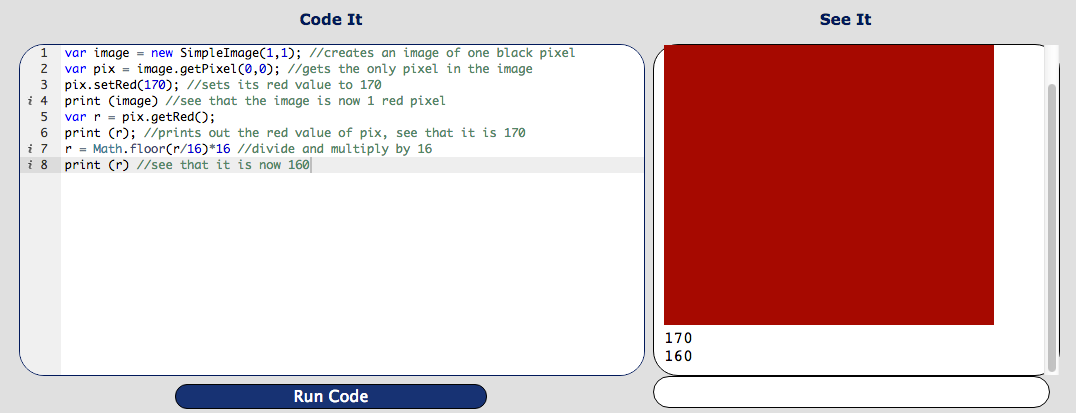 Code It
See It
1 var image = new SimpleImage(1,1); //creates an image of one black pixel
2 var pix = image.getPixel(0,0); //gets the only pixel in the image
3 pix.setRed(170); //sets its red value to 170
i 4 print (image) //see that the image is now 1 red pixel
5 var r = pix.getRed();
6 print (r); //prints out the red value of pix, see that it is 170
i 7 r = Math.floor(r/16)*16 //divide and multiply by 16
i 8 print (r) //see that it is now 160
170
160
Run Code